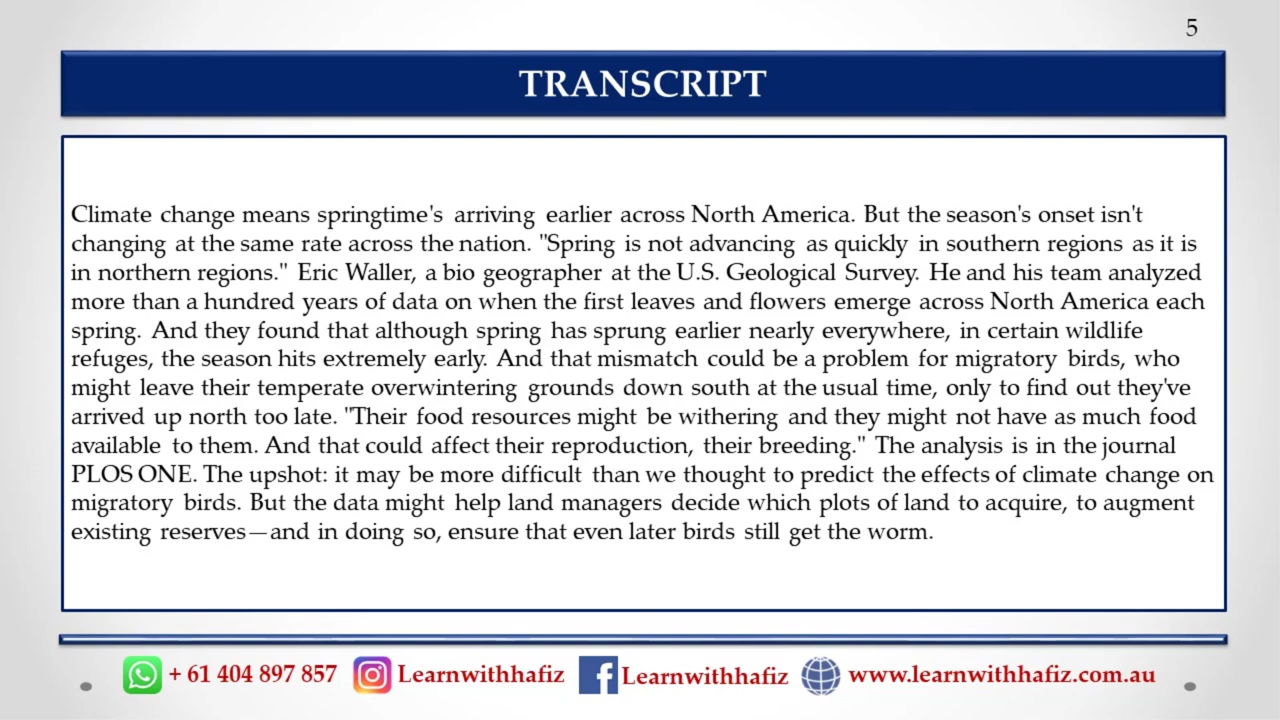 5
TRANSCRIPT
Climate change means springtime's arriving earlier across North America. But the season's onset isn't
changing at the same rate across the nation. "Spring is not advancing as quickly in southern regions as it is
in northern regions." Eric Waller, a bio geographer at the U.S. Geological Survey. He and his team analyzed
more than a hundred years of data on when the first leaves and flowers emerge across North America each
spring. And they found that although spring has sprung earlier nearly everywhere, in certain wildlife
refuges, the season hits extremely early. And that mismatch could be a problem for migratory birds, who
might leave their temperate overwintering grounds down south at the usual time, only to find out they've
arrived up north too late. "Their food resources might be withering and they might not have as much food
available to them. And that could affect their reproduction, their breeding." The analysis is in the journal
PLOS ONE. The upshot: it may be more difficult than we thought to predict the effects of climate change on
migratory birds. But the data might help land managers decide which plots of land to acquire, to augment
existing reserves—and in doing so, ensure that even later birds still get the worm.
+ 61 404 897 857 Learnwithhafiz Learnwithhafiz www.learnwithhafiz.com.au